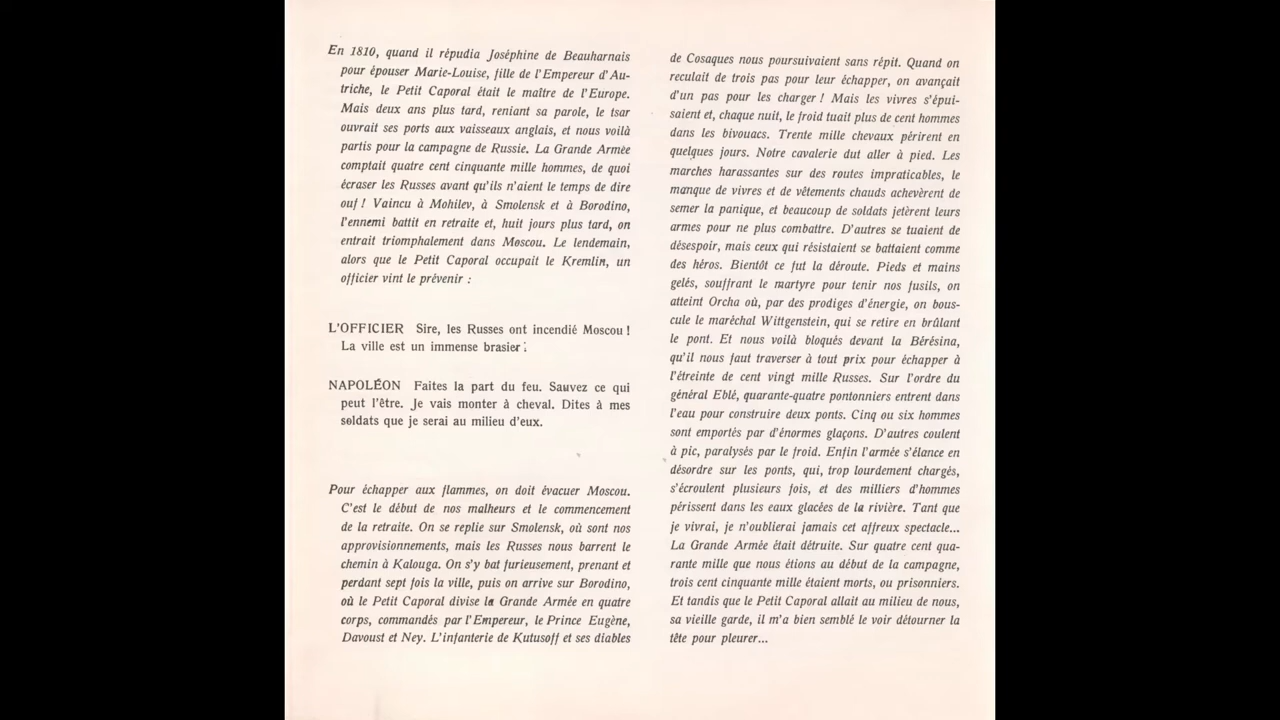 En 1810, quand il répudia Joséphine de Beauharnais
pour épouser Marie-Louise, fille de l'Empereur d'Au-
triche, le Petit Caporal était le maître de l'Europe.
Mais deux ans plus tard, reniant sa parole, le tsar
ouvrait ses ports aux vaisseaux anglais, et nous voilà
partis pour la campagne de Russie. La Grande Armée
comptait quatre cent cinquante mille hommes, de quoi
écraser les Russes avant qu'ils n'aient le temps de dire
ouf ! Vaincu à Mohilev, à Smolensk et à Borodino,
l'ennemi battit en retraite et, huit jours plus tard, on
entrait triomphalement dans Moscou. Le lendemain,
alors que le Petit Caporal occupait le Kremlin, un
officier vint le prévenir :
L'OFFICIER Sire, les Russes ont incendié Moscou !
La ville est un immense brasier :
NAPOLÉON Faites la part du feu. Sauvez ce qui
peut l'être. Je vais monter à cheval. Dites à mes
soldats que je serai au milieu d'eux.
Pour échapper aux flammes, on doit évacuer Moscou.
C'est le début de nos malheurs et le commencement
de la retraite. On se replie sur Smolensk, où sont nos
approvisionnements, mais les Russes nous barrent le
chemin à Kalouga. On s'y bat furieusement, prenant et
perdant sept fois la ville, puis on arrive sur Borodino,
où le Petit Caporal divise la Grande Armée en quatre
corps, commandés par l'Empereur, le Prince Eugène,
Davoust et Ney. L'infanterie de Kutusoff et ses diables
de Cosaques nous poursuivaient sans répit. Quand on
reculait de trois pas pour leur échapper, on avançait
d'un pas pour les charger ! Mais les vivres s'épui-
saient et, chaque nuit, le froid tuait plus de cent hommes
dans les bivouacs. Trente mille chevaux périrent en
quelques jours. Notre cavalerie dut aller à pied. Les
marches harassantes sur des routes impraticables, le
manque de vivres et de vêtements chauds achevèrent de
semer la panique, et beaucoup de soldats jetèrent leurs
armes pour ne plus combattre. D'autres se tuaient de
désespoir, mais ceux qui résistaient se battaient comme
des héros. Bientôt ce fut la déroute. Pieds et mains
gelés, souffrant le martyre pour tenir nos fusils, on
atteint Orcha où, par des prodiges d'énergie, on bous-
cule le maréchal Wittgenstein, qui se retire en brûlant
le pont. Et nous voilà bloqués devant la Bérésina,
qu'il nous faut traverser à tout prix pour échapper à
l'étreinte de cent vingt mille Russes. Sur l'ordre du
général Eblé, quarante-quatre pontonniers entrent dans
l'eau pour construire deux ponts. Cinq ou six hommes
sont emportés par d'énormes glaçons. D'autres coulent
à pic, paralysés par le froid. Enfin l'armée s'élance en
désordre sur les ponts, qui, trop lourdement chargés,
s'écroulent plusieurs fois, et des milliers d'hommes
périssent dans les eaux glacées de la rivière. Tant que
je vivrai, je n'oublierai jamais cet affreux spectacle...
La Grande Armée était détruite. Sur quatre cent qua-
rante mille que nous étions au début de la campagne,
trois cent cinquante mille étaient morts, ou prisonniers.
Et tandis que le Petit Caporal allait au milieu de nous,
sa vieille garde, il m'a bien semblé le voir détourner la
tête pour pleurer...